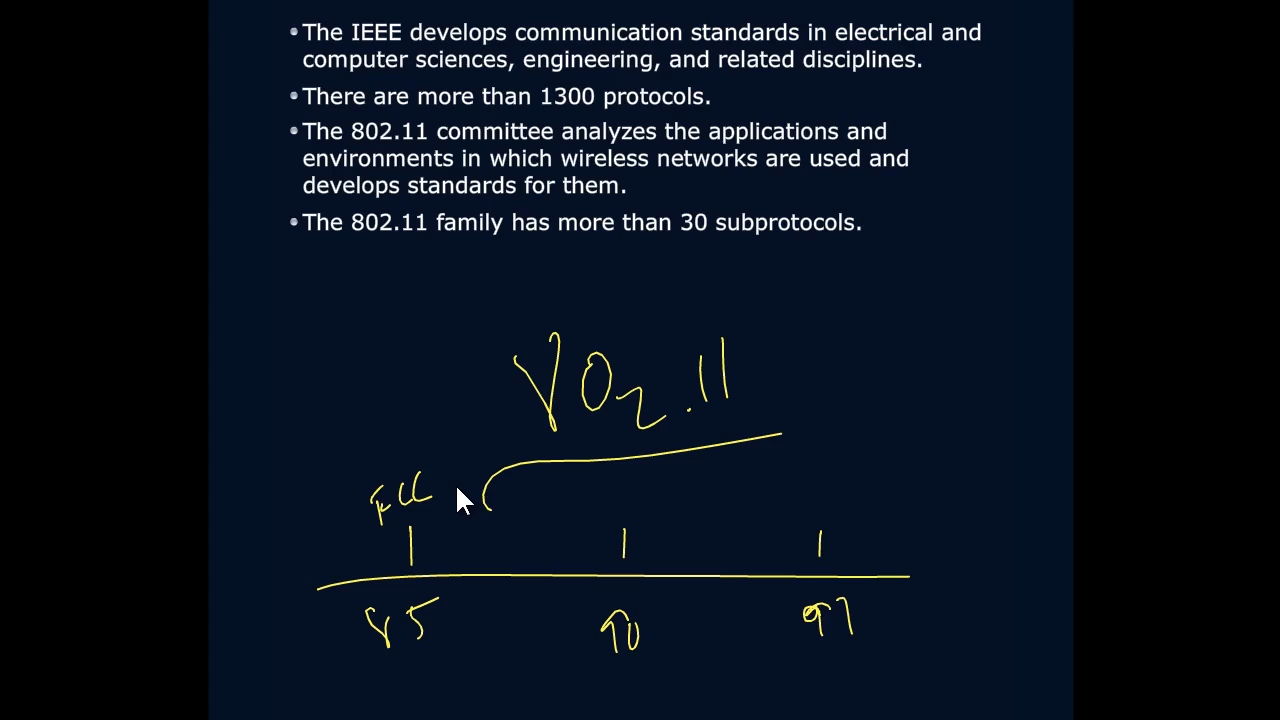 • The IEEE develops communication standards in electrical and
computer sciences, engineering, and related disciplines.
• There are more than 1300 protocols.
• The 802.11 committee analyzes the applications and
environments in which wireless networks are used and
develops standards for them.
• The 802.11 family has more than 30 subprotocols.
802.11
FCC
85 90 97